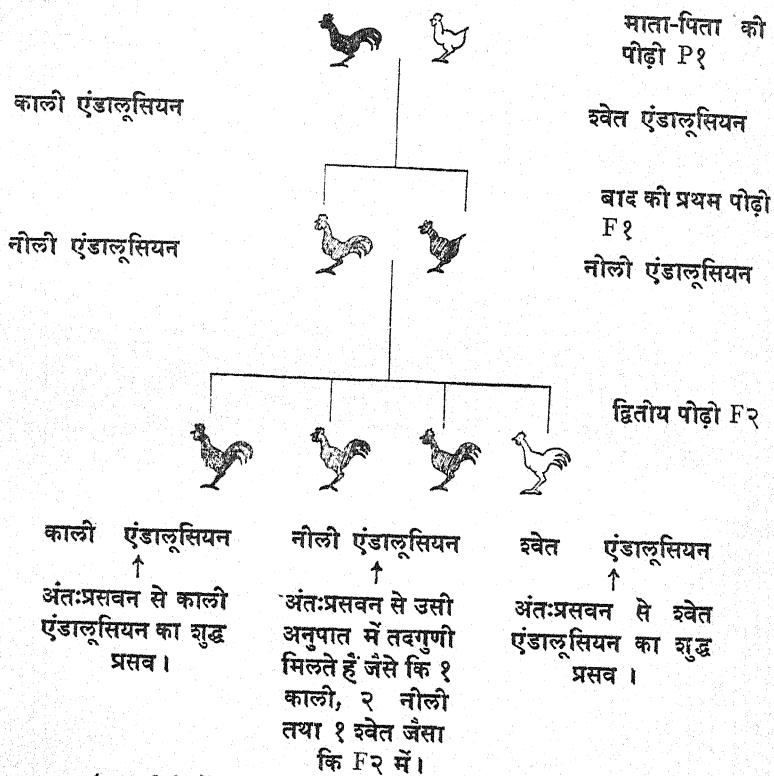 माता-पिता की
पीढ़ी P१
काली एंडालूसियन
श्वेत एंडालूसियन
बाद की प्रथम पीढ़ी
F१
नीली एंडालूसियन
नीली एंडालूसियन
द्वितीय पीढ़ी F२
काली एंडालूसियन
↑
अंतःप्रसवन से काली
एंडालूसियन का शुद्ध
प्रसव ।
नीली एंडालूसियन
↑
अंतःप्रसवन से उसी
अनुपात में तदगुणी
मिलते हैं जैसे कि १
काली, २ नीली
तथा १ श्वेत जैसा
कि F२ में।
श्वेत एंडालूसियन
↑
अंतःप्रसवन से श्वेत
एंडालूसियन का शुद्ध
प्रसव ।